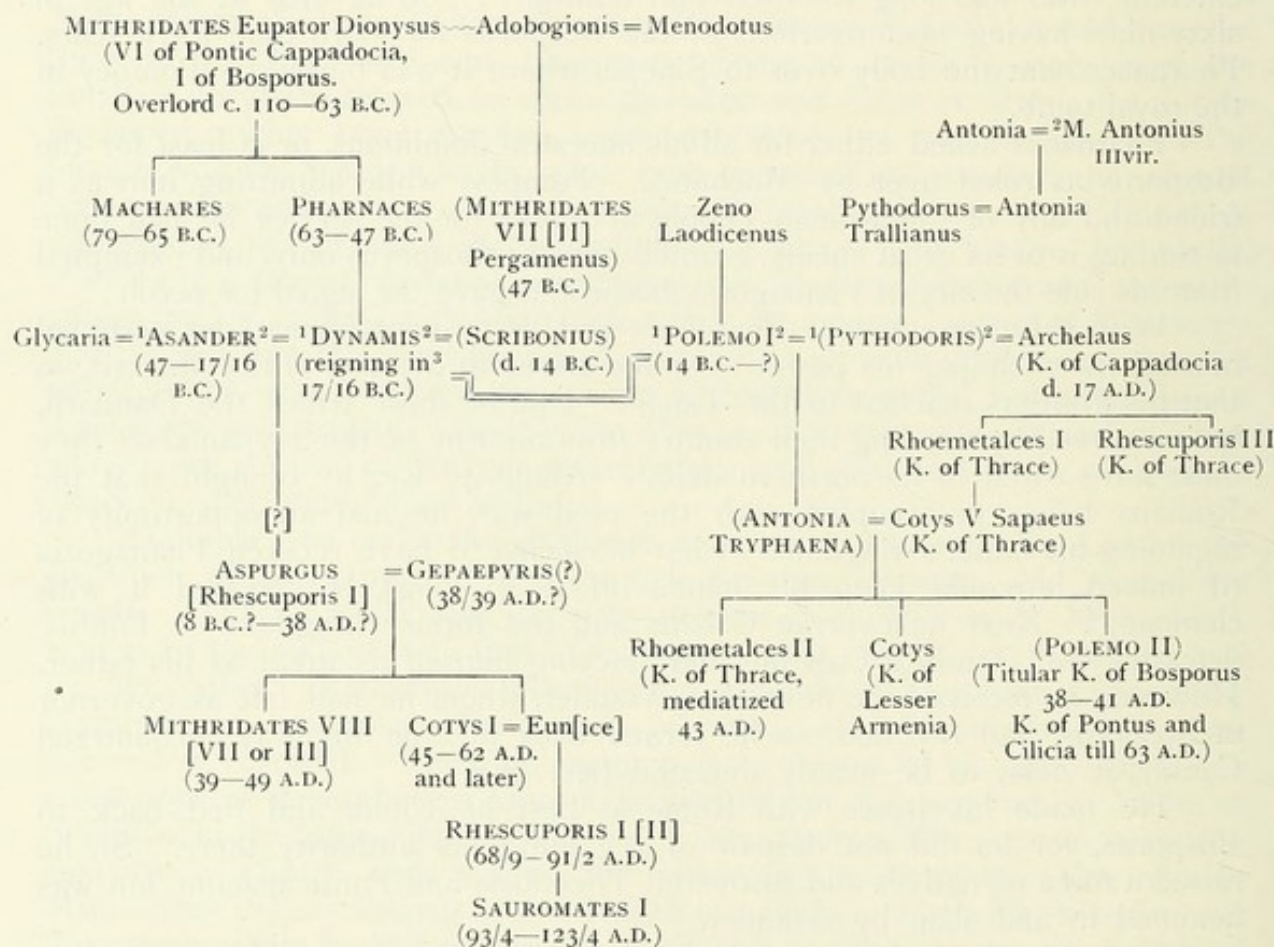 MITHRIDATES Eupator Dionysus Adobogionis = Menodotus
(VI of Pontic Cappadocia,
I of Bosporus.
Overlord c. 110—63 B.C.)
Antonia = ²M. Antonius
IIIvir.
MACHARES PHARNACES (MITHRIDATES Zeno Pythodorus = Antonia
(79—65 B.C.) (63—47 B.C.) VII [II] Laodicenus Trallianus
Pergamenus)
(47 B.C.)
Glycaria = ¹ASANDER² = ¹DYNAMIS² = (SCRIBONIUS) ¹POLEMO I² = ¹(PYTHODORIS)² = Archelaus
(47—17/16 (reigning in³ (d. 14 B.C.) = (14 B.C.—?) (K. of Cappadocia
B.C.) 17/16 B.C.) = d. 17 A.D.)
Rhoemetalces I Rhescuporis III
(K. of Thrace) (K. of Thrace)
[?] (ANTONIA = Cotys V Sapaeus
TRYPHAENA) (K. of Thrace)
ASPURGUS = GEPAEPYRIS(?)
[Rhescuporis I] (38/39 A.D.?)
(8 B.C.?—38 A.D.?)
Rhoemetalces II Cotys (POLEMO II)
(K. of Thrace, (K. of (Titular K. of Bosporus
mediatized Lesser 38—41 A.D.
43 A.D.) Armenia) K. of Pontus and
Cilicia till 63 A.D.)
MITHRIDATES VIII COTYS I = Eun[ice]
[VII or III] (45—62 A.D.
(39—49 A.D.) and later)
RHESCUPORIS I [II]
(68/9–91/2 A.D.)
SAUROMATES I
(93/4—123/4 A.D.)